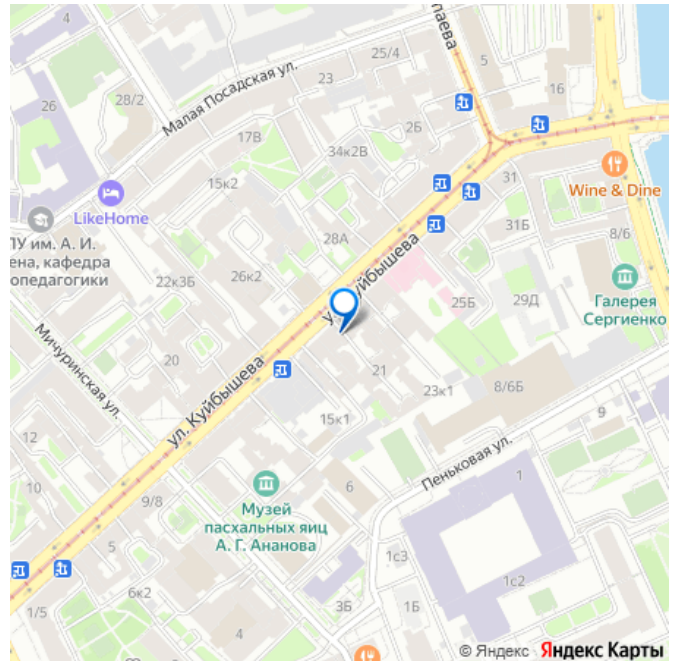 4
25/4
лаева
5
23
Малая Посадская ул.
26
28/2
16
2Б
17В
34к2В
Wine & Dine
15к2
31
LikeHome
31Б
ПУ им. А. И.
ена, кафедра
опедагогики
28А
8/6
ул. Куйбышева
26к2
22к3Б
25Б
29Д
Галерея
Сергиенко
Мичуринская ул.
20
21
23к1
8/6Б
ул. Куйбышева
15к1
9
12
Пеньковая ул.
10
9/8
6
1
Музей
пасхальных яиц
А. Г. Ананова
5
1с3
1с2
6к2
1/5
3Б
1Б
4
© Яндекс Яндекс Карты